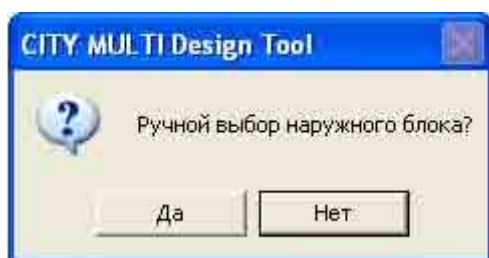 CITY MULTI Design Tool
Ручной выбор наружного блока?
Да
Нет